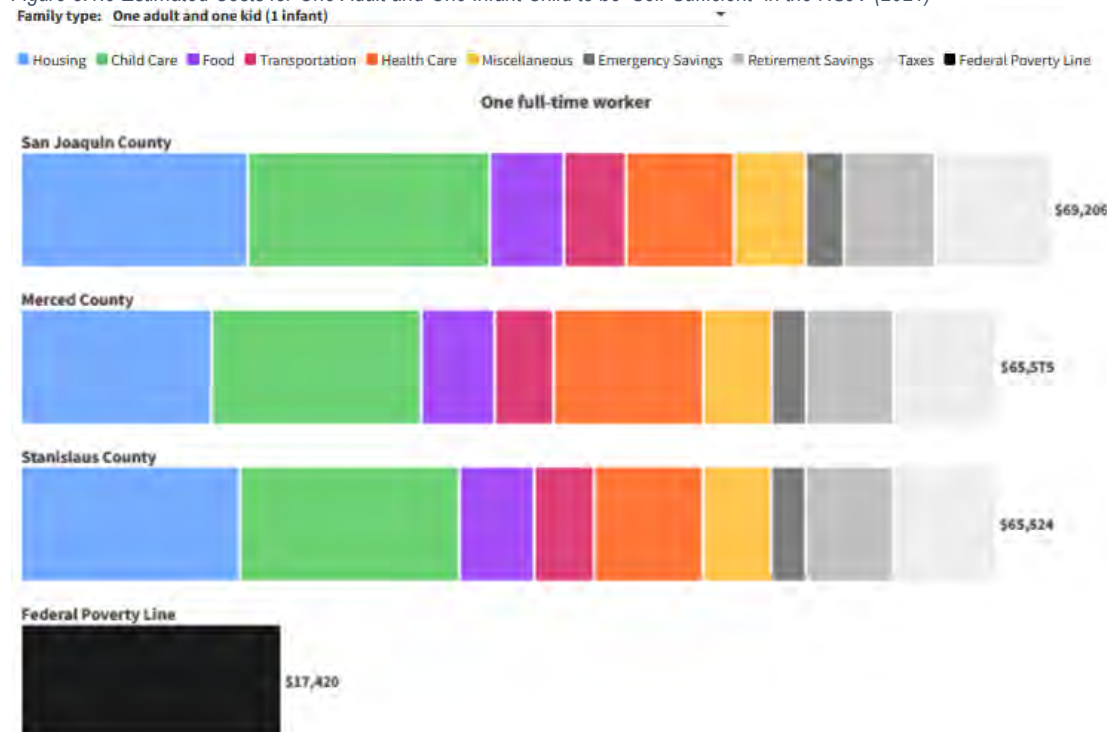 Family type: One adult and one kid (1 infant)
Housing Child Care Food Transportation Health Care Miscellaneous Emergency Savings Retirement Savings Taxes Federal Poverty Line
One full-time worker
San Joaquin County
$69,206
Merced County
$65,575
Stanislaus County
$65,524
Federal Poverty Line
$17,420